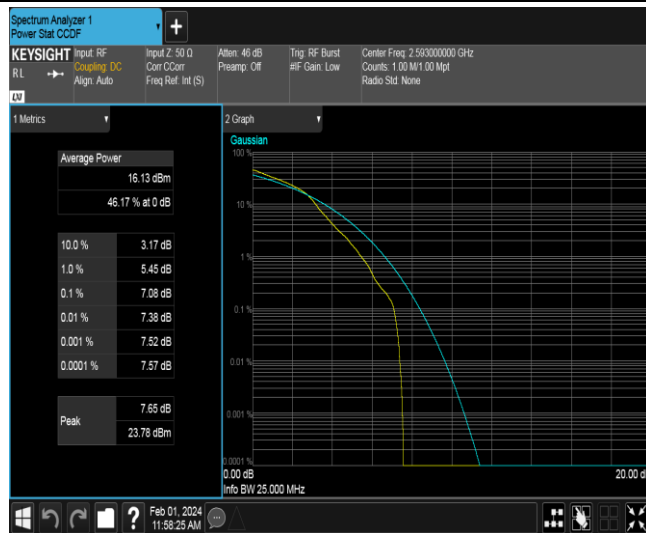 Spectrum Analyzer 1
Power Stat CCDF
+
KEYSIGHT
RL
LXI
Input: RF
Coupling: DC
Align: Auto
Input Z: 50 Ω
Corr CCorr
Freq Ref: Int (S)
Atten: 46 dB
Preamp: Off
Trig: RF Burst
#IF Gain: Low
Center Freq: 2.593000000 GHz
Counts: 1.00 M/1.00 Mpt
Radio Std: None
1 Metrics
Average Power
16.13 dBm
46.17 % at 0 dB
10.0 % 3.17 dB
1.0 % 5.45 dB
0.1 % 7.08 dB
0.01 % 7.38 dB
0.001 % 7.52 dB
0.0001 % 7.57 dB
Peak
7.65 dB
23.78 dBm
2 Graph
Gaussian
100 %
10 %
1 %
0.1 %
0.01 %
0.001 %
0.0001 %
0.00 dB
20.00 d
Info BW 25.000 MHz
?
Feb 01, 2024
11:58:25 AM